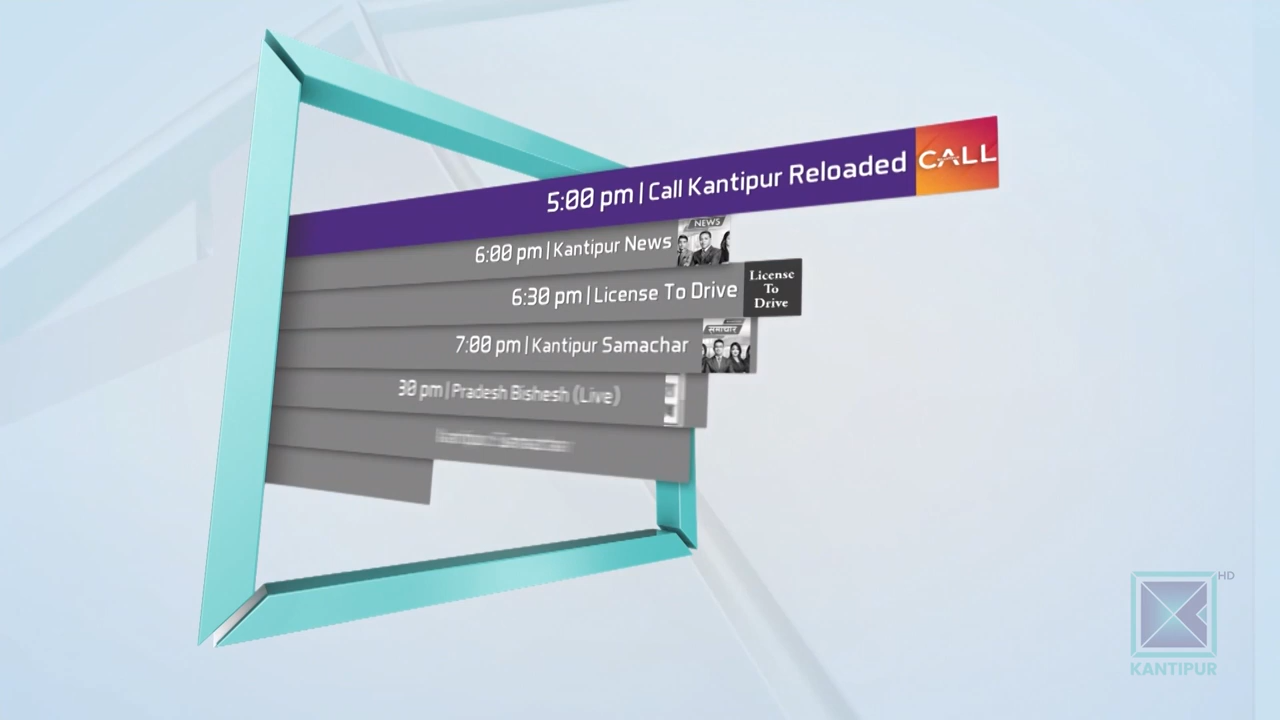 5:00 pm | Call Kantipur Reloaded
CALL
6:00 pm | Kantipur News
NEWS
6:30 pm | License To Drive
License
To
Drive
7:00 pm | Kantipur Samachar
समाचार
30 pm | Pradesh Bishesh (Live)
HD
KANTIPUR